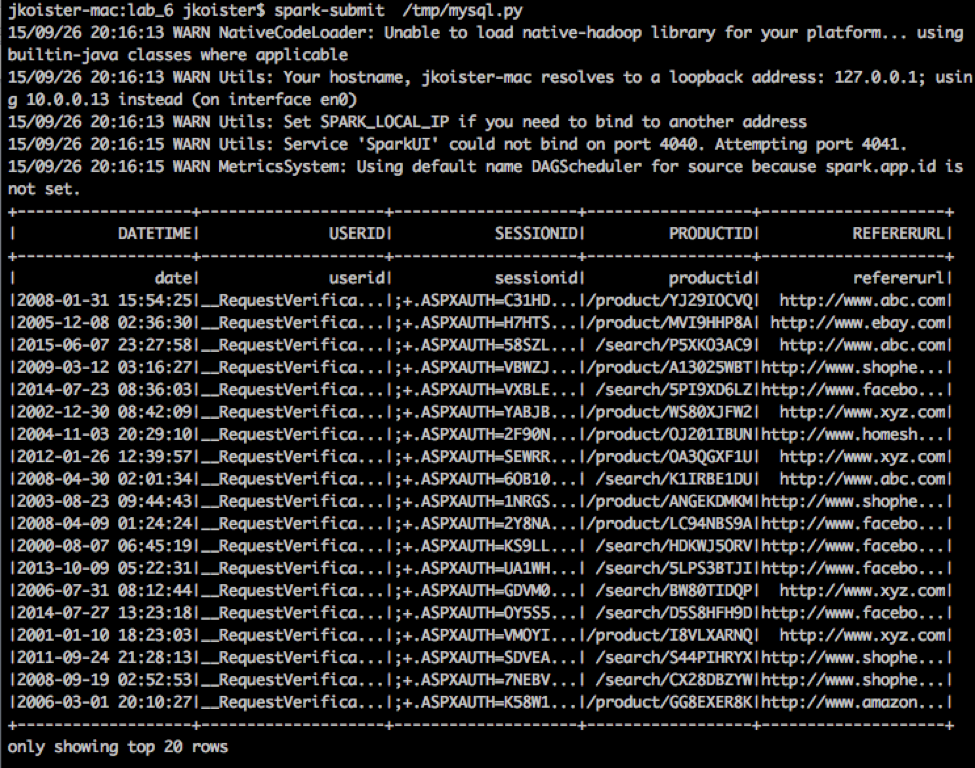 jkoister-mac:lab_6 jkoister$ spark-submit  /tmp/mysql.py
15/09/26 20:16:13 WARN NativeCodeLoader: Unable to load native-hadoop library for your platform... using
builtin-java classes where applicable
15/09/26 20:16:13 WARN Utils: Your hostname, jkoister-mac resolves to a loopback address: 127.0.0.1; usin
g 10.0.0.13 instead (on interface en0)
15/09/26 20:16:13 WARN Utils: Set SPARK_LOCAL_IP if you need to bind to another address
15/09/26 20:16:15 WARN Utils: Service 'SparkUI' could not bind on port 4040. Attempting port 4041.
15/09/26 20:16:15 WARN MetricsSystem: Using default name DAGScheduler for source because spark.app.id is
not set.
+-------------------+--------------------+--------------------+------------------+--------------------+
|           DATETIME|              USERID|           SESSIONID|         PRODUCTID|          REFERERURL|
+-------------------+--------------------+--------------------+------------------+--------------------+
|               date|              userid|           sessionid|         productid|          refererurl|
|2008-01-31 15:54:25|__RequestVerifica...|;+.ASPXAUTH=C31HD...|/product/YJ29IOCVQ|  http://www.abc.com|
|2005-12-08 02:36:30|__RequestVerifica...|;+.ASPXAUTH=H7HTS...|/product/MVI9HHP8A| http://www.ebay.com|
|2015-06-07 23:27:58|__RequestVerifica...|;+.ASPXAUTH=58SZL...| /search/P5XKO3AC9|  http://www.abc.com|
|2009-03-12 03:16:27|__RequestVerifica...|;+.ASPXAUTH=VBWZJ...|/product/A13025WBT|http://www.shophe...|
|2014-07-23 08:36:03|__RequestVerifica...|;+.ASPXAUTH=VXBLE...| /search/5PI9XD6LZ|http://www.facebo...|
|2002-12-30 08:42:09|__RequestVerifica...|;+.ASPXAUTH=YABJB...|/product/WS80XJFW2|  http://www.xyz.com|
|2004-11-03 20:29:10|__RequestVerifica...|;+.ASPXAUTH=2F90N...|/product/OJ201IBUN|http://www.homesh...|
|2012-01-26 12:39:57|__RequestVerifica...|;+.ASPXAUTH=SEWRR...|/product/OA3QGXF1U|  http://www.xyz.com|
|2008-04-30 02:01:34|__RequestVerifica...|;+.ASPXAUTH=6OB10...| /search/K1IRBE1DU|  http://www.abc.com|
|2003-08-23 09:44:43|__RequestVerifica...|;+.ASPXAUTH=1NRGS...|/product/ANGEKDMKM|http://www.shophe...|
|2008-04-09 01:24:24|__RequestVerifica...|;+.ASPXAUTH=2Y8NA...|/product/LC94NBS9A|http://www.facebo...|
|2000-08-07 06:45:19|__RequestVerifica...|;+.ASPXAUTH=KS9LL...| /search/HDKWJ5ORV|http://www.facebo...|
|2013-10-09 05:22:31|__RequestVerifica...|;+.ASPXAUTH=UA1WH...| /search/5LPS3BTJI|http://www.facebo...|
|2006-07-31 08:12:44|__RequestVerifica...|;+.ASPXAUTH=GDVM0...| /search/BW80TIDQP|  http://www.xyz.com|
|2014-07-27 13:23:18|__RequestVerifica...|;+.ASPXAUTH=OY5S5...| /search/D5S8HFH9D|http://www.facebo...|
|2001-01-10 18:23:03|__RequestVerifica...|;+.ASPXAUTH=VMOYI...|/product/I8VLXARNQ|  http://www.xyz.com|
|2011-09-24 21:28:13|__RequestVerifica...|;+.ASPXAUTH=SDVEA...| /search/S44PIHRYX|http://www.shophe...|
|2008-09-19 02:52:53|__RequestVerifica...|;+.ASPXAUTH=7NEBV...| /search/CX28DBZYW|http://www.shophe...|
|2006-03-01 20:10:27|__RequestVerifica...|;+.ASPXAUTH=K58W1...|/product/GG8EXER8K|http://www.amazon...|
+-------------------+--------------------+--------------------+------------------+--------------------+
only showing top 20 rows